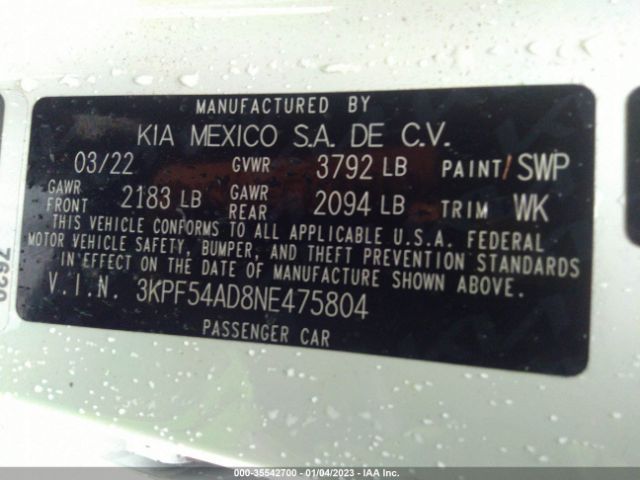 MANUFACTURED BY
KIA MEXICO S.A. DE C.V.
03/22 GVWR 3792 LB PAINT/ SWP
GAWR FRONT 2183 LB GAWR REAR 2094 LB TRIM WK
THIS VEHICLE CONFORMS TO ALL APPLICABLE U.S.A. FEDERAL
MOTOR VEHICLE SAFETY, BUMPER, AND THEFT PREVENTION STANDARDS
IN EFFECT ON THE DATE OF MANUFACTURE SHOWN ABOVE.
V.I.N. 3KPF54AD8NE475804
PASSENGER CAR
000-35542700 - 01/04/2023 - IAA Inc.